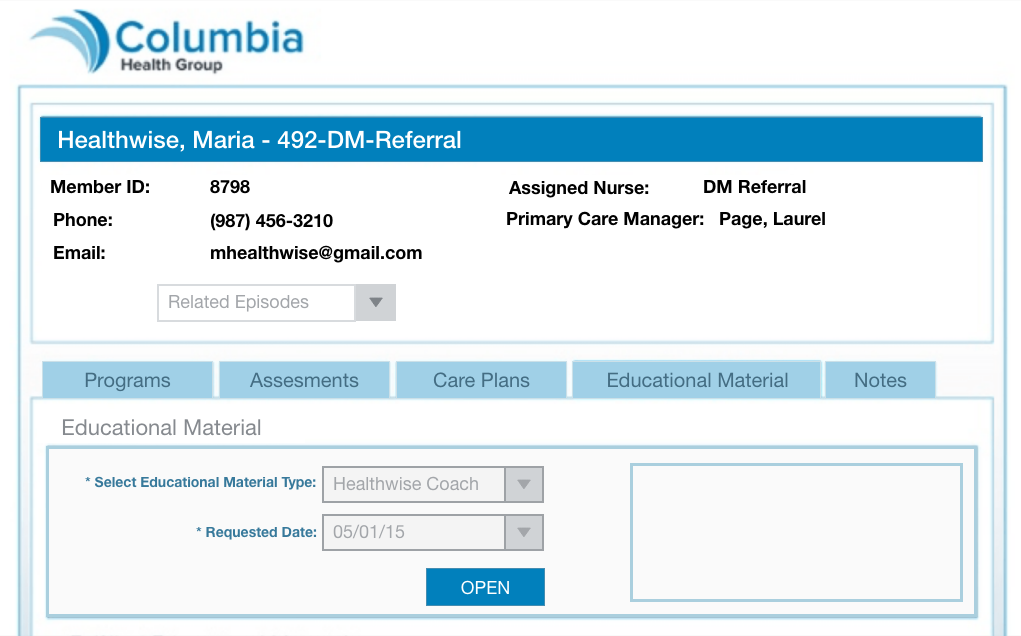 Columbia
Health Group
Healthwise, Maria - 492-DM-Referral
Member ID: 8798 Assigned Nurse: DM Referral
Phone: (987) 456-3210 Primary Care Manager: Page, Laurel
Email: mhealthwise@gmail.com
Related Episodes
Programs Assesments Care Plans Educational Material Notes
Educational Material
* Select Educational Material Type: Healthwise Coach
* Requested Date: 05/01/15
OPEN